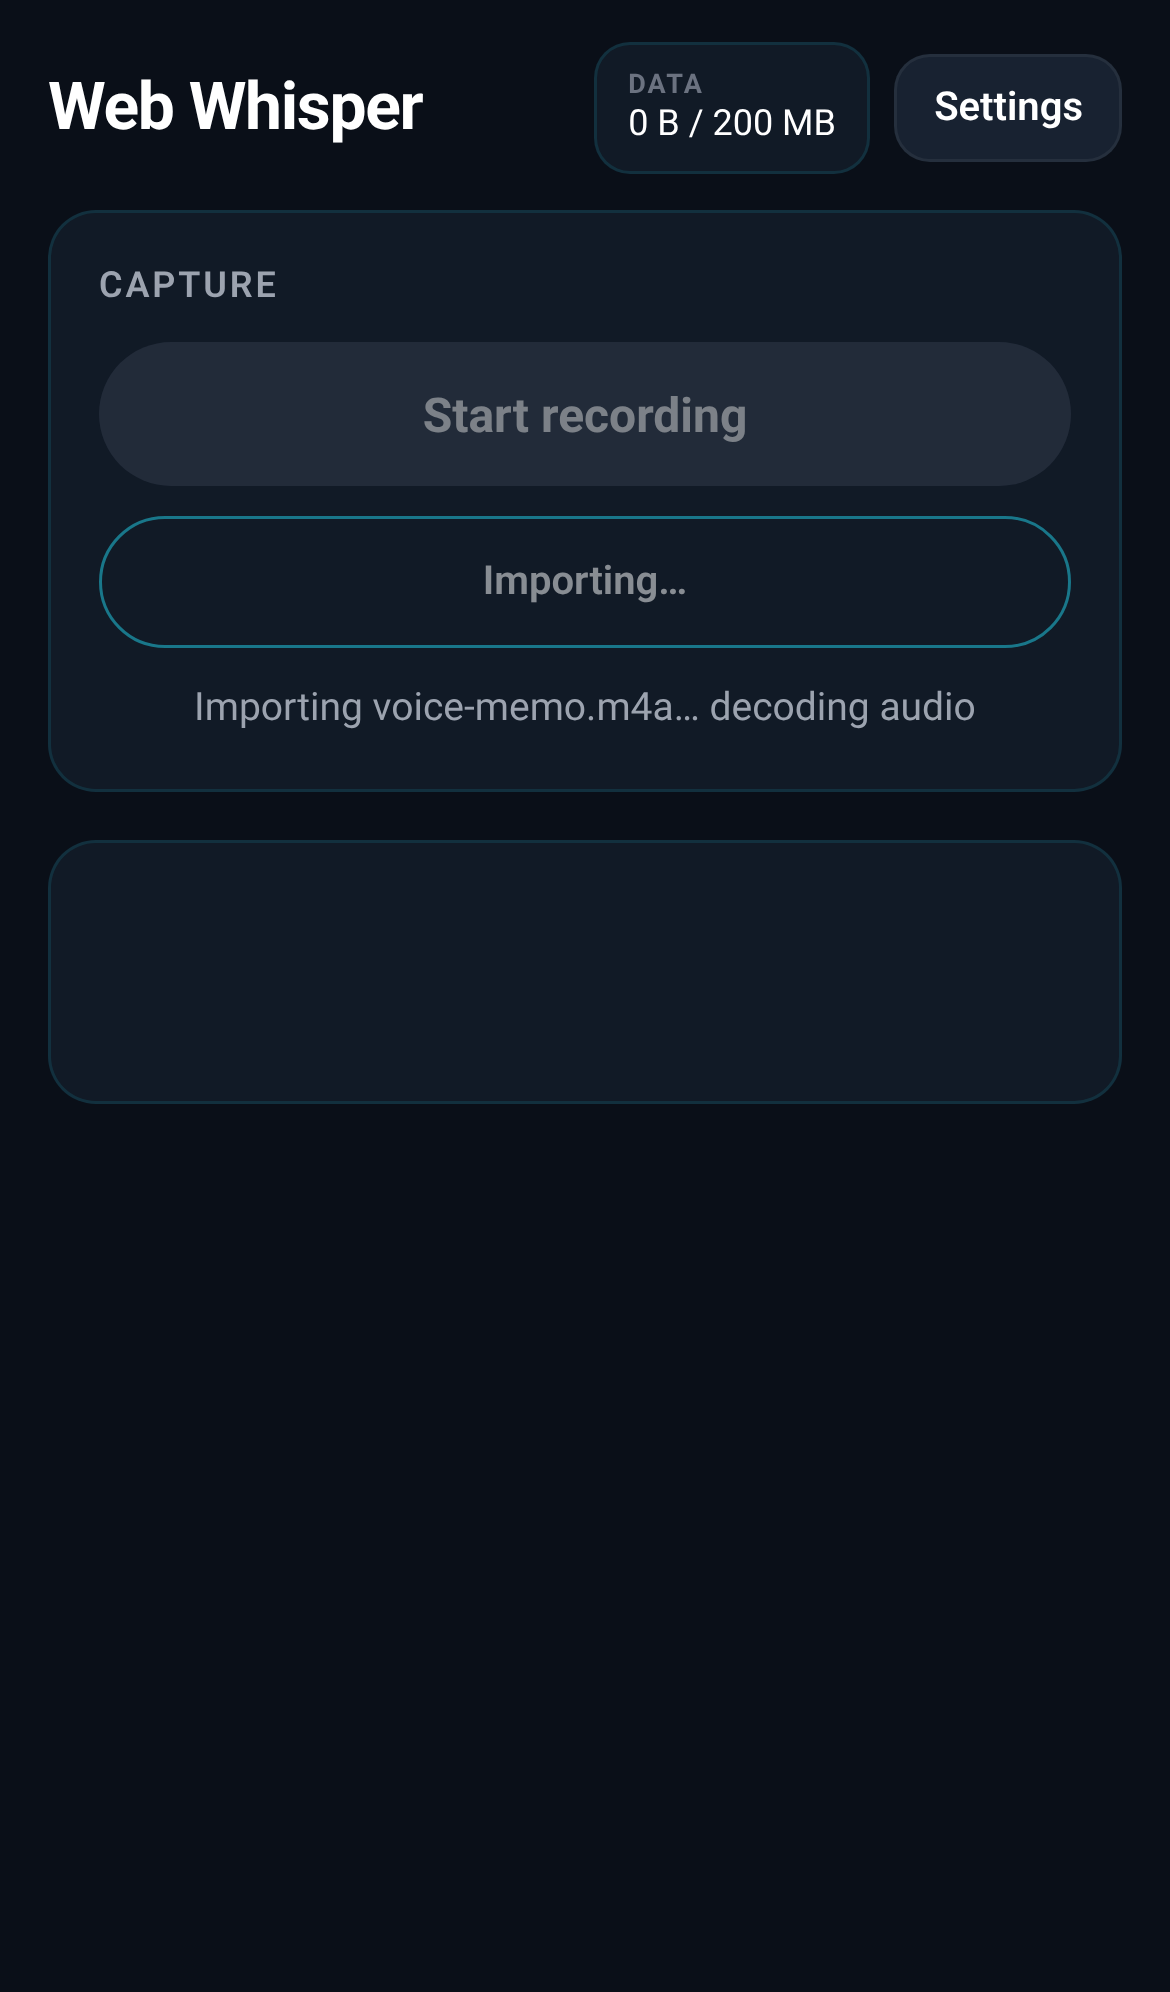 Web Whisper
DATA
0 B / 200 MB
Settings
CAPTURE
Start recording
Importing…
Importing voice-memo.m4a… decoding audio